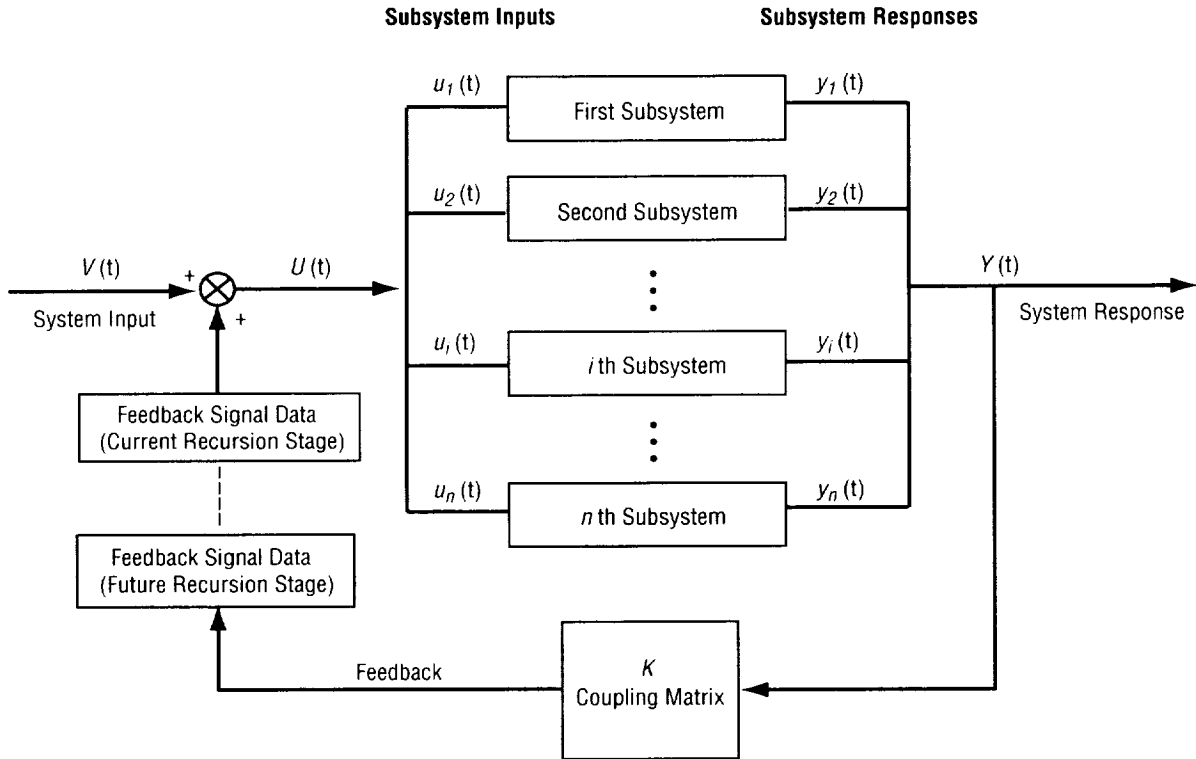 Subsystem Inputs
Subsystem Responses
u1 (t)
First Subsystem
y1 (t)
u2 (t)
Second Subsystem
y2 (t)
V (t)
+
U (t)
Y (t)
System Input
+
System Response
ui (t)
i th Subsystem
yi (t)
Feedback Signal Data
(Current Recursion Stage)
un (t)
n th Subsystem
yn (t)
Feedback Signal Data
(Future Recursion Stage)
Feedback
K
Coupling Matrix